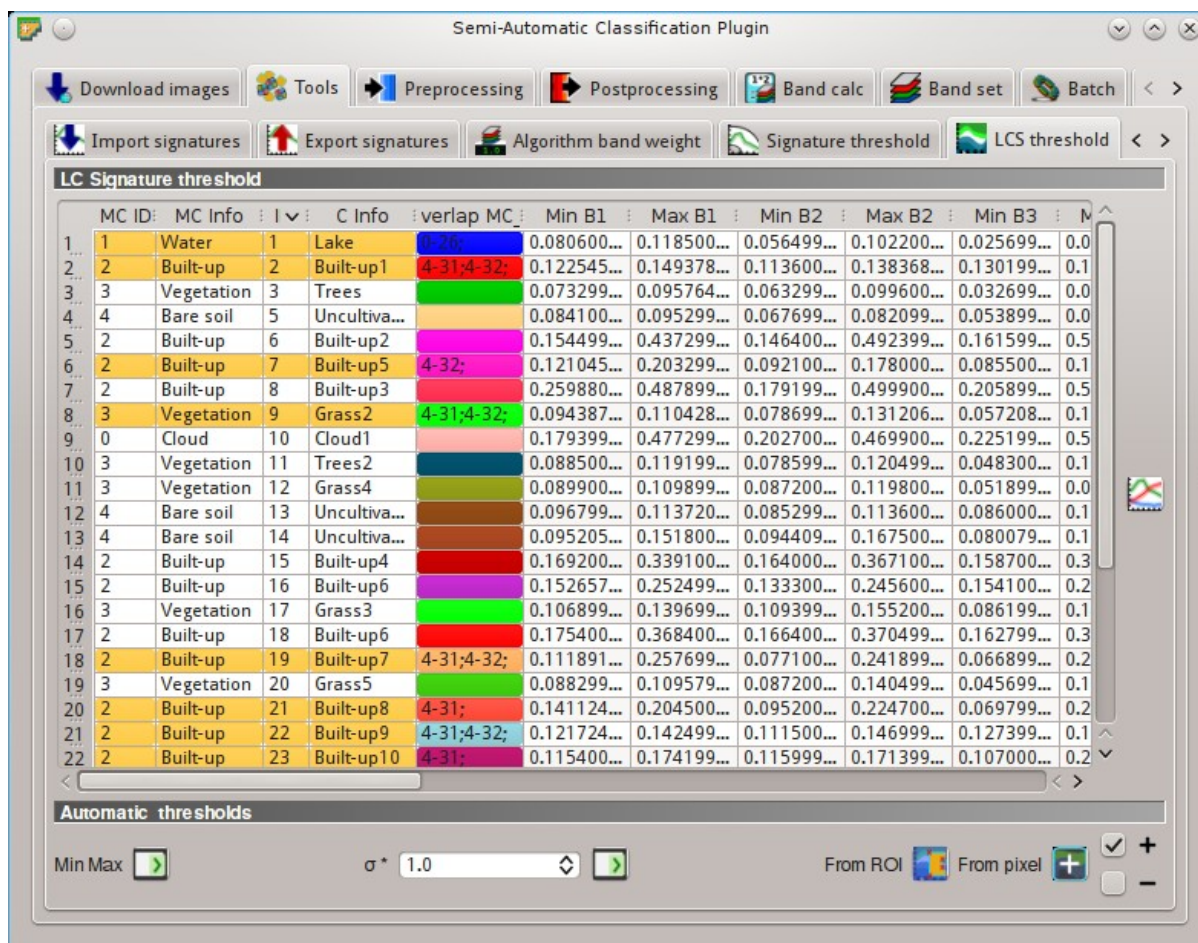 Semi-Automatic Classification Plugin
Download images Tools Preprocessing Postprocessing Band calc Band set Batch < >
Import signatures Export signatures Algorithm band weight Signature threshold LCS threshold < >
LC Signature threshold
MC ID MC Info I C Info verlap MC_ Min B1 Max B1 Min B2 Max B2 Min B3 M
1 1 Water 1 Lake 0-26; 0.080600... 0.118500... 0.056499... 0.102200... 0.025699... 0.0
2 2 Built-up 2 Built-up1 4-31;4-32; 0.122545... 0.149378... 0.113600... 0.138368... 0.130199... 0.1
3 3 Vegetation 3 Trees 0.073299... 0.095764... 0.063299... 0.099600... 0.032699... 0.0
4 4 Bare soil 5 Uncultiva... 0.084100... 0.095299... 0.067699... 0.082099... 0.053899... 0.0
5 2 Built-up 6 Built-up2 0.154499... 0.437299... 0.146400... 0.492399... 0.161599... 0.5
6 2 Built-up 7 Built-up5 4-32; 0.121045... 0.203299... 0.092100... 0.178000... 0.085500... 0.1
7 2 Built-up 8 Built-up3 0.259880... 0.487899... 0.179199... 0.499900... 0.205899... 0.5
8 3 Vegetation 9 Grass2 4-31;4-32; 0.094387... 0.110428... 0.078699... 0.131206... 0.057208... 0.1
9 0 Cloud 10 Cloud1 0.179399... 0.477299... 0.202700... 0.469900... 0.225199... 0.5
10 3 Vegetation 11 Trees2 0.088500... 0.119199... 0.078599... 0.120499... 0.048300... 0.1
11 3 Vegetation 12 Grass4 0.089900... 0.109899... 0.087200... 0.119800... 0.051899... 0.0
12 4 Bare soil 13 Uncultiva... 0.096799... 0.113720... 0.085299... 0.113600... 0.086000... 0.1
13 4 Bare soil 14 Uncultiva... 0.095205... 0.151800... 0.094409... 0.167500... 0.080079... 0.1
14 2 Built-up 15 Built-up4 0.169200... 0.339100... 0.164000... 0.367100... 0.158700... 0.3
15 2 Built-up 16 Built-up6 0.152657... 0.252499... 0.133300... 0.245600... 0.154100... 0.2
16 3 Vegetation 17 Grass3 0.106899... 0.139699... 0.109399... 0.155200... 0.086199... 0.1
17 2 Built-up 18 Built-up6 0.175400... 0.368400... 0.166400... 0.370499... 0.162799... 0.3
18 2 Built-up 19 Built-up7 4-31;4-32; 0.111891... 0.257699... 0.077100... 0.241899... 0.066899... 0.2
19 3 Vegetation 20 Grass5 0.088299... 0.109579... 0.087200... 0.140499... 0.045699... 0.1
20 2 Built-up 21 Built-up8 4-31; 0.141124... 0.204500... 0.095200... 0.224700... 0.069799... 0.2
21 2 Built-up 22 Built-up9 4-31;4-32; 0.121724... 0.142499... 0.111500... 0.146999... 0.127399... 0.1
22 2 Built-up 23 Built-up10 4-31; 0.115400... 0.174199... 0.115999... 0.171399... 0.107000... 0.2
Automatic thresholds
Min Max σ * 1.0 From ROI From pixel + +
−